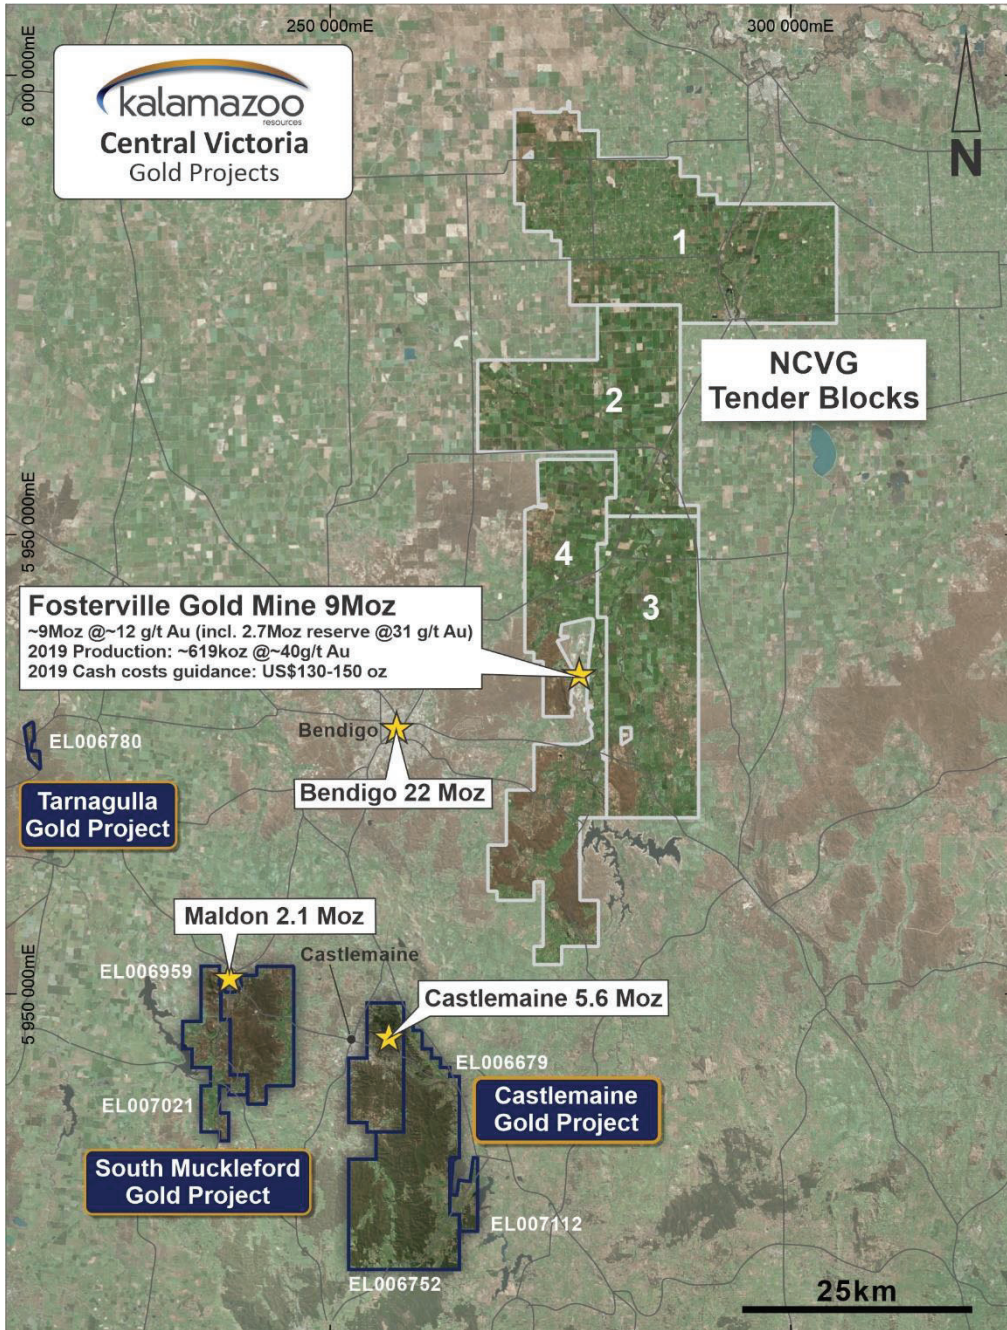 250 000mE
300 000mE
6 000 000mE
kalamazoo
resources
Central Victoria
Gold Projects
N
1
NCVG
Tender Blocks
2
5 950 000mE
4
3
Fosterville Gold Mine 9Moz
~9Moz @~12 g/t Au (incl. 2.7Moz reserve @31 g/t Au)
2019 Production: ~619koz @~40g/t Au
2019 Cash costs guidance: US$130-150 oz
Bendigo
EL006780
Bendigo 22 Moz
Tarnagulla
Gold Project
Maldon 2.1 Moz
Castlemaine
EL006959
Castlemaine 5.6 Moz
5 950 000mE
EL006679
Castlemaine
Gold Project
EL007021
South Muckleford
Gold Project
EL007112
EL006752
25km